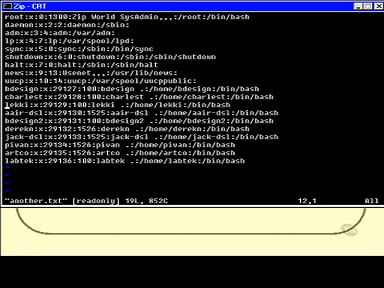 Zip - CRT
root:x:0:1300:Zip World SysAdmin,,,:/root:/bin/bash
daemon:x:2:2:daemon:/sbin:
adm:x:3:4:adm:/var/adm:
lp:x:4:7:lp:/var/spool/lpd:
sync:x:5:0:sync:/sbin:/bin/sync
shutdown:x:6:0:shutdown:/sbin:/sbin/shutdown
halt:x:7:0:halt:/sbin:/sbin/halt
news:x:9:13:Usenet,,,:/usr/lib/news:
uucp:x:10:14:uucp:/var/spool/uucppublic:
bdesign:x:29127:100:bdesign .:/home/bdesign:/bin/bash
charlest:x:29128:100:charlest .:/home/charlest:/bin/bash
lekki:x:29129:100:lekki .:/home/lekki:/bin/bash
aair-dsl:x:29130:1525:aair-dsl .:/home/aair-dsl:/bin/bash
bdesign2:x:29131:100:bdesign2 .:/home/bdesign2:/bin/bash
derekn:x:29132:1526:derekn .:/home/derekn:/bin/bash
jack-dsl:x:29133:1525:jack-dsl .:/home/jack-dsl:/bin/bash
pivan:x:29134:1526:pivan .:/home/pivan:/bin/bash
artco:x:29135:1526:artco .:/home/artco:/bin/bash
labtek:x:29136:100:labtek .:/home/labtek:/bin/bash
~
~
~
"another.txt" [readonly] 19L, 852C 12,1 All